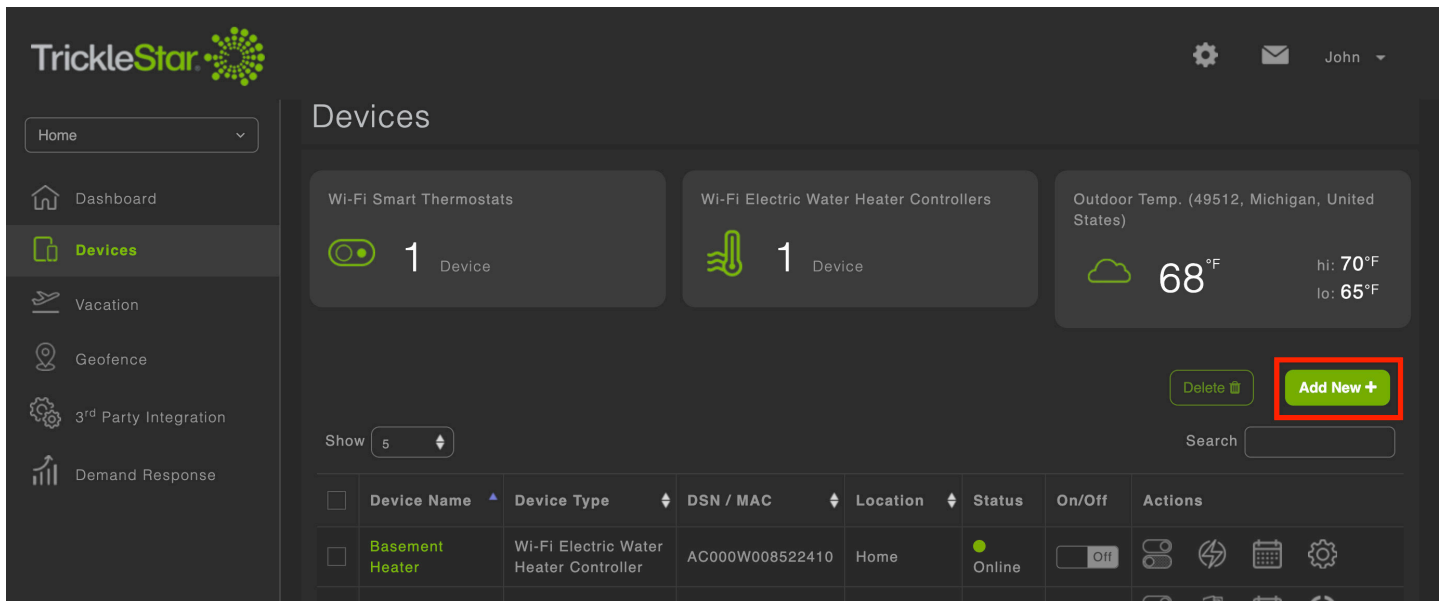 TrickleStar®
John
Home
Devices
Dashboard
Devices
Vacation
Geofence
3rd Party Integration
Demand Response
Wi-Fi Smart Thermostats
1 Device
Wi-Fi Electric Water Heater Controllers
1 Device
Outdoor Temp. (49512, Michigan, United
States)
68°F
hi: 70°F
lo: 65°F
Delete
Add New +
Show 5
Search
Device Name Device Type DSN / MAC Location Status On/Off Actions
Basement
Heater
Wi-Fi Electric Water
Heater Controller
AC000W008522410
Home
Online
Off